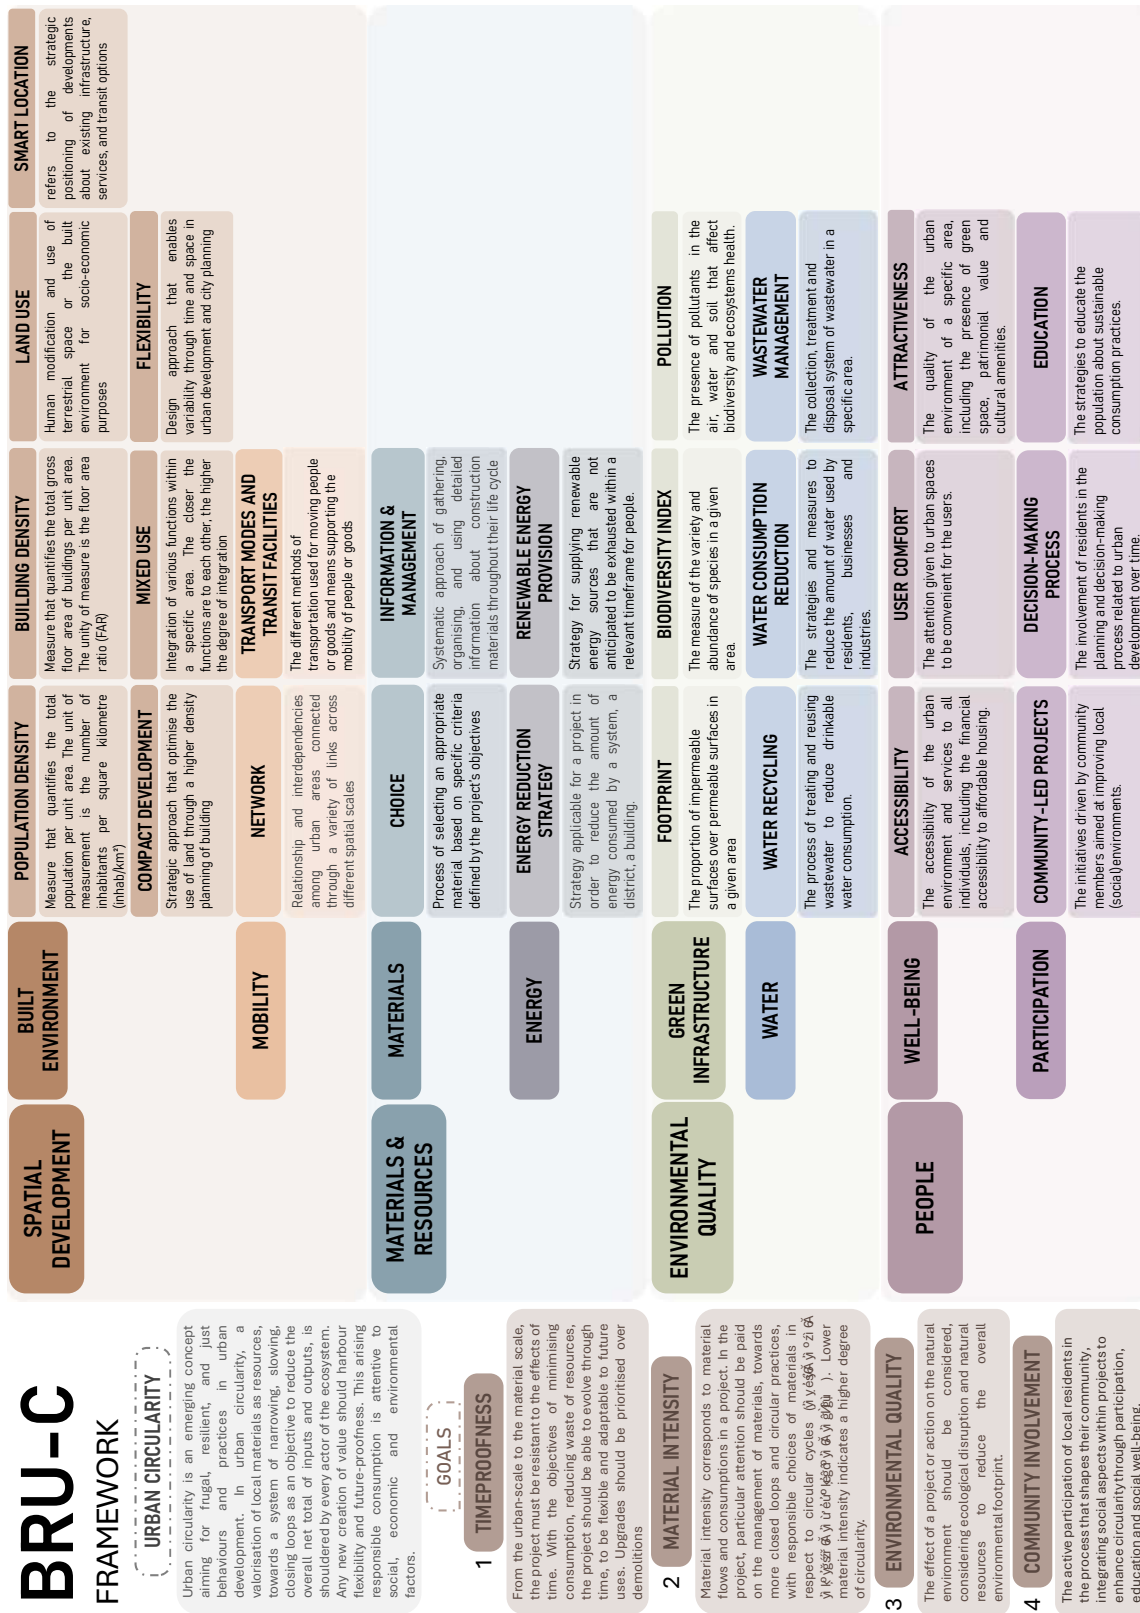 BRU-C
FRAMEWORK
URBAN CIRCULARITY
Urban circularity is an emerging concept
aiming for frugal, resilient, and just
behaviours and practices in urban
development. In urban circularity, a
valorisation of local materials as resources,
towards a system of narrowing, slowing,
closing loops as an objective to reduce the
overall net total of inputs and outputs, is
shouldered by every actor of the ecosystem.
Any new creation of value should harbour
flexibility and future-proofness. This arising
responsible consumption is attentive to
social, economic and environmental
factors.
GOALS
1 TIMEPROOFNESS
From the urban-scale to the material scale,
the project must be resistant to the effects of
time. With the objectives of minimising
consumption, reducing waste of resources,
the project should be able to evolve through
time, to be flexible and adaptable to future
uses. Upgrades should be prioritised over
demolitions
2 MATERIAL INTENSITY
Material intensity corresponds to material
flows and consumptions in a project. In the
project, particular attention should be paid
on the management of materials, towards
more closed loops and circular practices,
with responsible choices of materials in
respect to circular cycles (
). Lower
material intensity indicates a higher degree
of circularity.
3 ENVIRONMENTAL QUALITY
The effect of a project or action on the natural
environment should be considered,
considering ecological disruption and natural
resources to reduce the overall
environmental footprint.
4 COMMUNITY INVOLVEMENT
The active participation of local residents in
the process that shapes their community,
integrating social aspects within projects to
enhance circularity through participation,
education and social well-being.
SPATIAL
DEVELOPMENT
BUILT
ENVIRONMENT
POPULATION DENSITY
Measure that quantifies the total
population per unit area. The unit of
measurement is the number of
inhabitants per square kilometre
(inhab/km²)
BUILDING DENSITY
Measure that quantifies the total gross
floor area of buildings per unit area.
The unity of measure is the floor area
ratio (FAR)
LAND USE
Human modification and use of
terrestrial space or the built
environment for socio-economic
purposes
SMART LOCATION
refers to the strategic
positioning of developments
about existing infrastructure,
services, and transit options
COMPACT DEVELOPMENT
Strategic approach that optimise the
use of land through a higher density
planning of building
MIXED USE
Integration of various functions within
a specific area. The closer the
functions are to each other, the higher
the degree of integration
FLEXIBILITY
Design approach that enables
variability through time and space in
urban development and city planning
MOBILITY
NETWORK
Relationship and interdependencies
among urban areas connected
through a variety of links across
different spatial scales
TRANSPORT MODES AND
TRANSIT FACILITIES
The different methods of
transportation used for moving people
or goods and means supporting the
mobility of people or goods
MATERIALS &
RESOURCES
MATERIALS
CHOICE
Process of selecting an appropriate
material based on specific criteria
defined by the project's objectives
INFORMATION &
MANAGEMENT
Systematic approach of gathering,
organising, and using detailed
information about construction
materials throughout their life cycle
ENERGY
ENERGY REDUCTION
STRATEGY
Strategy applicable for a project in
order to reduce the amount of
energy consumed by a system, a
district, a building.
RENEWABLE ENERGY
PROVISION
Strategy for supplying renewable
energy sources that are not
anticipated to be exhausted within a
relevant timeframe for people.
ENVIRONMENTAL
QUALITY
GREEN
INFRASTRUCTURE
FOOTPRINT
The proportion of impermeable
surfaces over permeable surfaces in
a given area
BIODIVERSITY INDEX
The measure of the variety and
abundance of species in a given
area.
POLLUTION
The presence of pollutants in the
air, water and soil that affect
biodiversity and ecosystems health.
WATER
WATER RECYCLING
The process of treating and reusing
wastewater to reduce drinkable
water consumption.
WATER CONSUMPTION
REDUCTION
The strategies and measures to
reduce the amount of water used by
residents, businesses and
industries.
WASTEWATER
MANAGEMENT
The collection, treatment and
disposal system of wastewater in a
specific area.
PEOPLE
WELL-BEING
ACCESSIBILITY
The accessibility of the urban
environment and services to all
individuals, including the financial
accessibility to affordable housing.
USER COMFORT
The attention given to urban spaces
to be convenient for the users.
ATTRACTIVENESS
The quality of the urban
environment of a specific area,
including the presence of green
space, patrimonial value and
cultural amenities.
PARTICIPATION
COMMUNITY-LED PROJECTS
The initiatives driven by community
members aimed at improving local
(social)environments.
DECISION-MAKING
PROCESS
The involvement of residents in the
planning and decision-making
process related to urban
development over time.
EDUCATION
The strategies to educate the
population about sustainable
consumption practices.